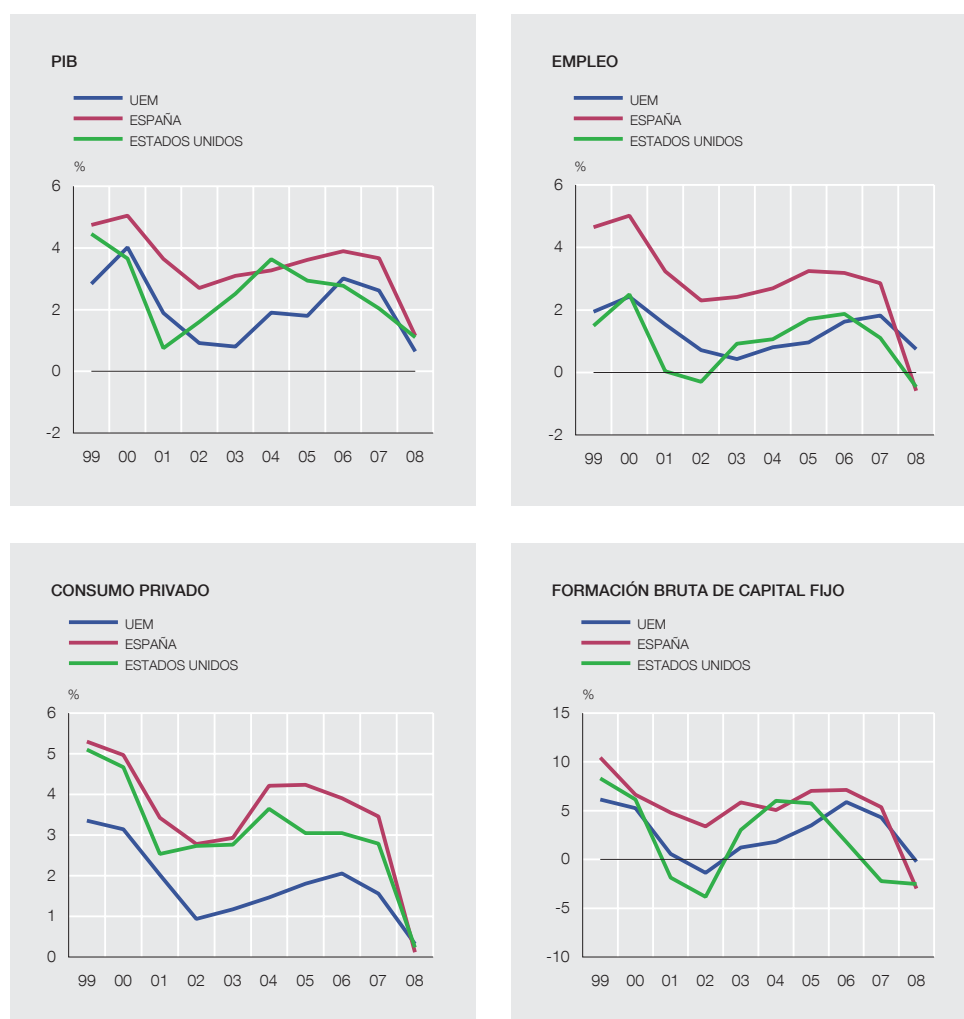 PIB
UEM
ESPAÑA
ESTADOS UNIDOS
%
6
4
2
0
-2
99 00 01 02 03 04 05 06 07 08
EMPLEO
UEM
ESPAÑA
ESTADOS UNIDOS
%
6
4
2
0
-2
99 00 01 02 03 04 05 06 07 08
CONSUMO PRIVADO
UEM
ESPAÑA
ESTADOS UNIDOS
%
6
5
4
3
2
1
0
99 00 01 02 03 04 05 06 07 08
FORMACIÓN BRUTA DE CAPITAL FIJO
UEM
ESPAÑA
ESTADOS UNIDOS
%
15
10
5
0
-5
-10
99 00 01 02 03 04 05 06 07 08